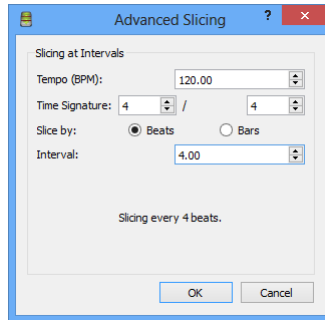 Advanced Slicing ? ×
Slicing at Intervals
Tempo (BPM): 120.00
Time Signature: 4 / 4
Slice by: Beats Bars
Interval: 4.00
Slicing every 4 beats.
OK Cancel